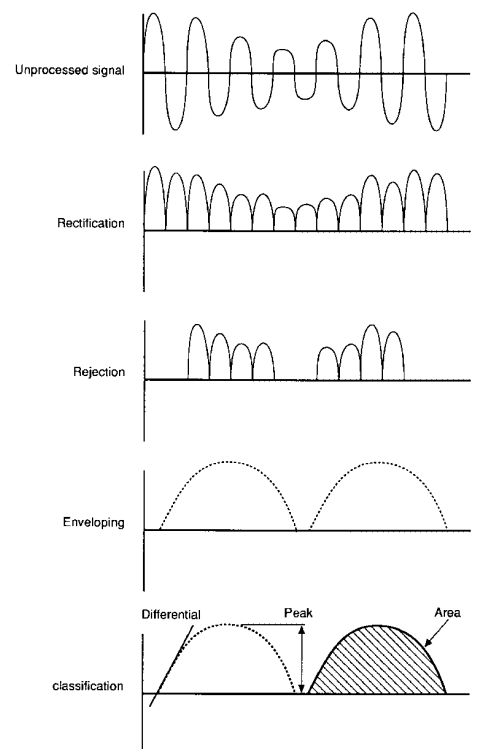 Unprocessed signal
Rectification
Rejection
Enveloping
Differential
Peak
Area
classification